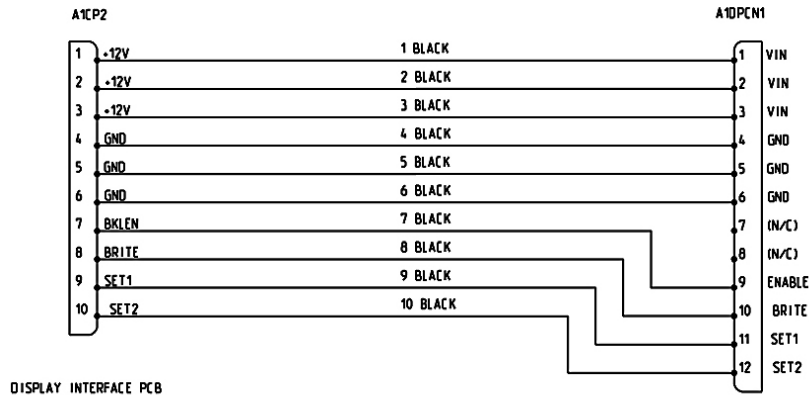 A1CP2 A1DPCN1
1 +12V 1 BLACK 1 VIN
2 +12V 2 BLACK 2 VIN
3 +12V 3 BLACK 3 VIN
4 GND 4 BLACK 4 GND
5 GND 5 BLACK 5 GND
6 GND 6 BLACK 6 GND
7 BKLEN 7 BLACK 7 (N/C)
8 BRITE 8 BLACK 8 (N/C)
9 SET1 9 BLACK 9 ENABLE
10 SET2 10 BLACK 10 BRITE
11 SET1
12 SET2
DISPLAY INTERFACE PCB